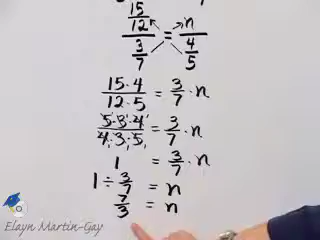 15/12 / 3/7 = n / 4/5
15·4/12·5 = 3/7 · n
5·3·4/4·3·5 = 3/7 · n
1 = 3/7 · n
1 ÷ 3/7 = n
7/3 = n
Elayn Martin-Gay